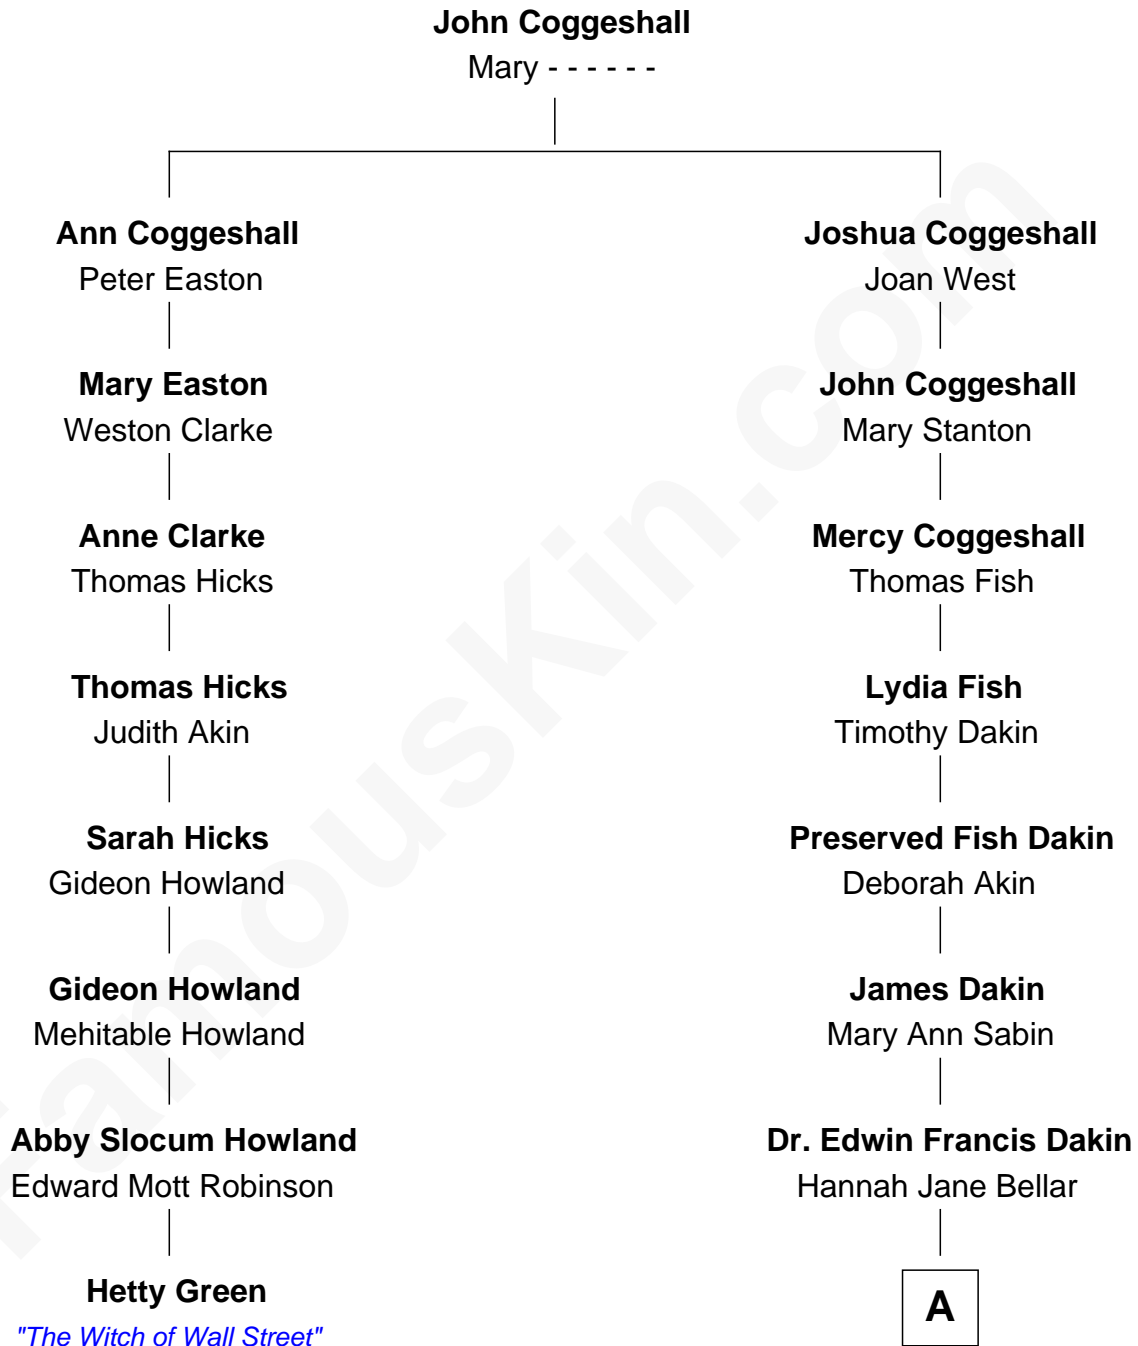 John Coggeshall
Mary - - - - - -
Ann Coggeshall
Peter Easton
Joshua Coggeshall
Joan West
Mary Easton
Weston Clarke
John Coggeshall
Mary Stanton
Anne Clarke
Thomas Hicks
Mercy Coggeshall
Thomas Fish
Thomas Hicks
Judith Akin
Lydia Fish
Timothy Dakin
Sarah Hicks
Gideon Howland
Preserved Fish Dakin
Deborah Akin
Gideon Howland
Mehitable Howland
James Dakin
Mary Ann Sabin
Abby Slocum Howland
Edward Mott Robinson
Dr. Edwin Francis Dakin
Hannah Jane Bellar
Hetty Green
"The Witch of Wall Street"
A
FamousKin.com